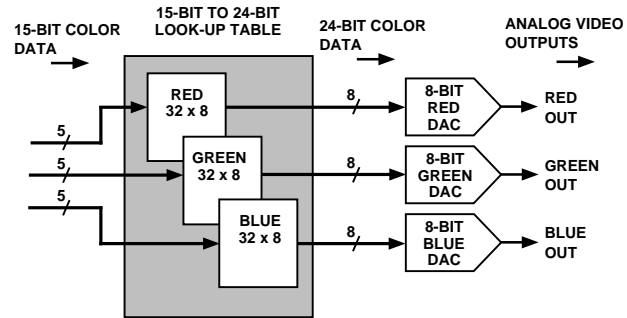 15-BIT COLOR
DATA
15-BIT TO 24-BIT
LOOK-UP TABLE
24-BIT COLOR
DATA
ANALOG VIDEO
OUTPUTS
RED
32 x 8
8
8-BIT
RED
DAC
RED
OUT
5
GREEN
32 x 8
8
8-BIT
GREEN
DAC
GREEN
OUT
5
5
BLUE
32 x 8
8
8-BIT
BLUE
DAC
BLUE
OUT